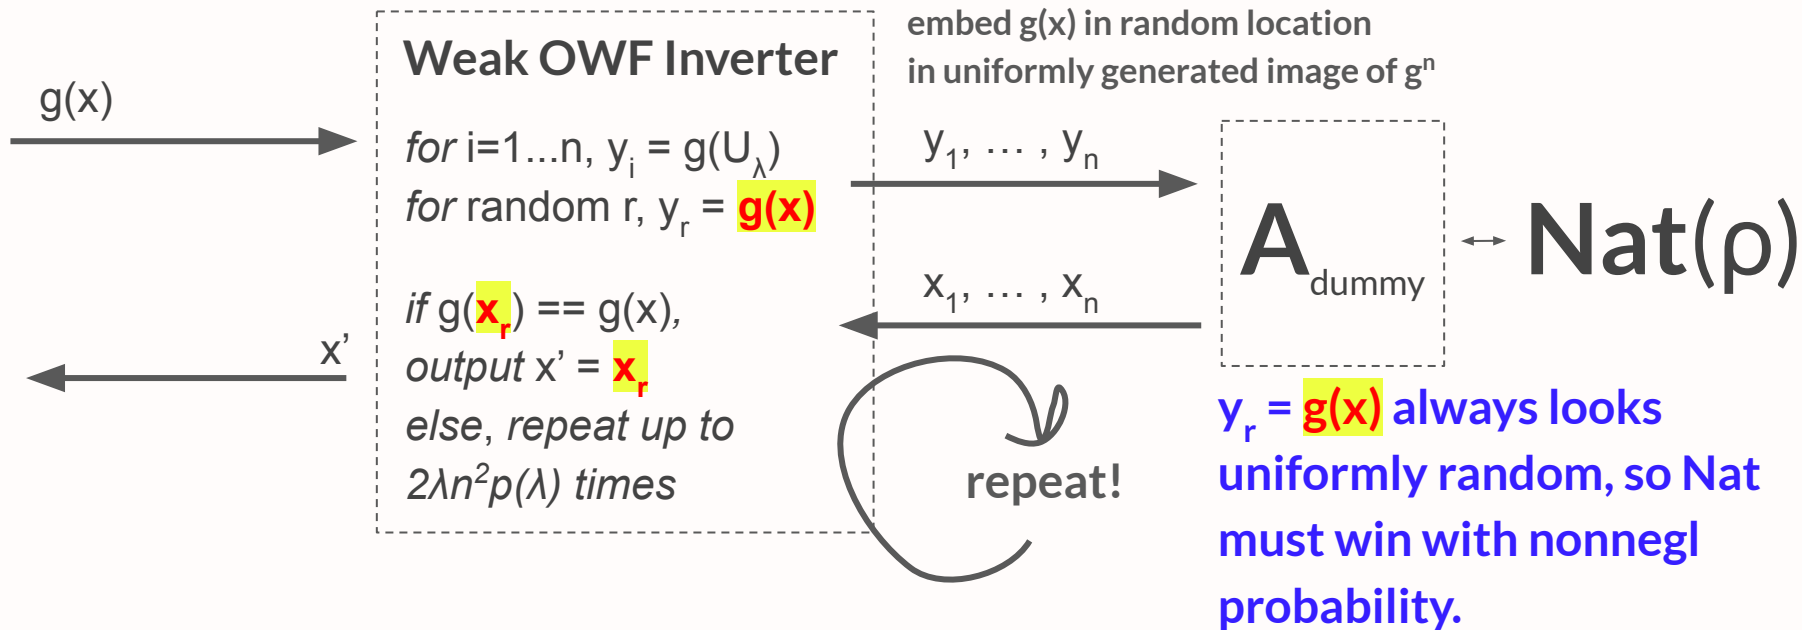 g(x)
Weak OWF Inverter
for i=1...n, yᵢ = g(U_λ)
for random r, yᵣ = g(x)
if g(xᵣ) == g(x),
output x’ = xᵣ
else, repeat up to
2λn²p(λ) times
x’
embed g(x) in random location
in uniformly generated image of gⁿ
y₁, … , yₙ
x₁, … , xₙ
repeat!
A_dummy
Nat(ρ)
yᵣ = g(x) always looks
uniformly random, so Nat
must win with nonnegl
probability.